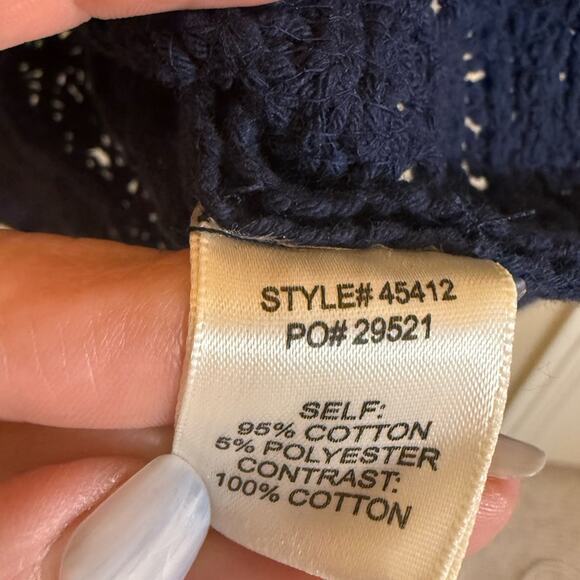 STYLE# 45412
PO# 29521
SELF:
95% COTTON
5% POLYESTER
CONTRAST:
100% COTTON